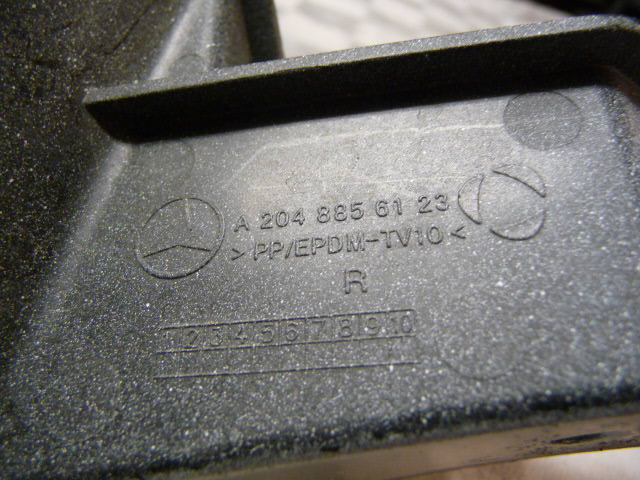 A 204 885 61 23
> PP/EPDM-TV10 <
R
1 2 3 4 5 6 7 8 9 10